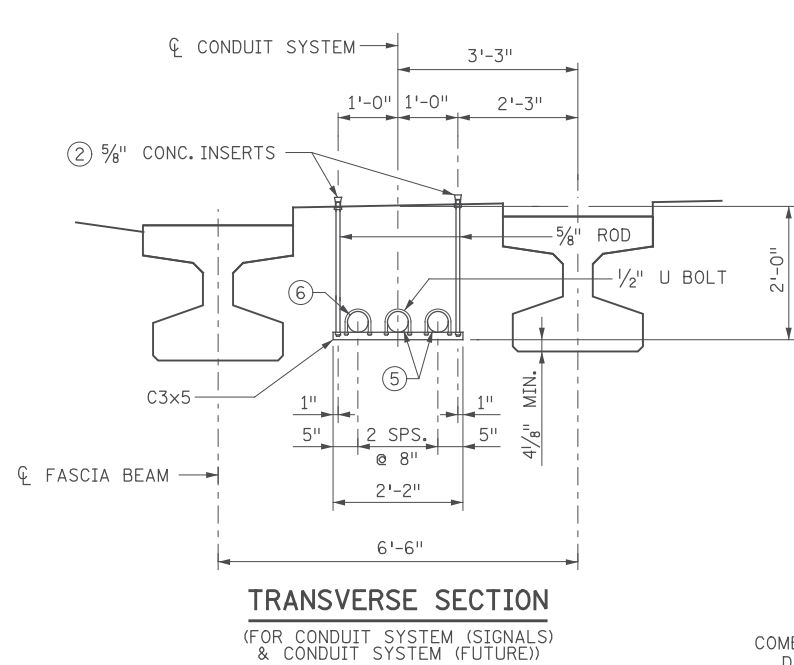 ℄ CONDUIT SYSTEM
3'-3"
1'-0" 1'-0" 2'-3"
② ⅝" CONC. INSERTS
⅝" ROD
2'-0"
½" U BOLT
⑥
⑤
C3x5
1" 1"
4⅛" MIN.
5" 2 SPS. 5"
@ 8"
℄ FASCIA BEAM
2'-2"
6'-6"
TRANSVERSE SECTION
(FOR CONDUIT SYSTEM (SIGNALS)
& CONDUIT SYSTEM (FUTURE))